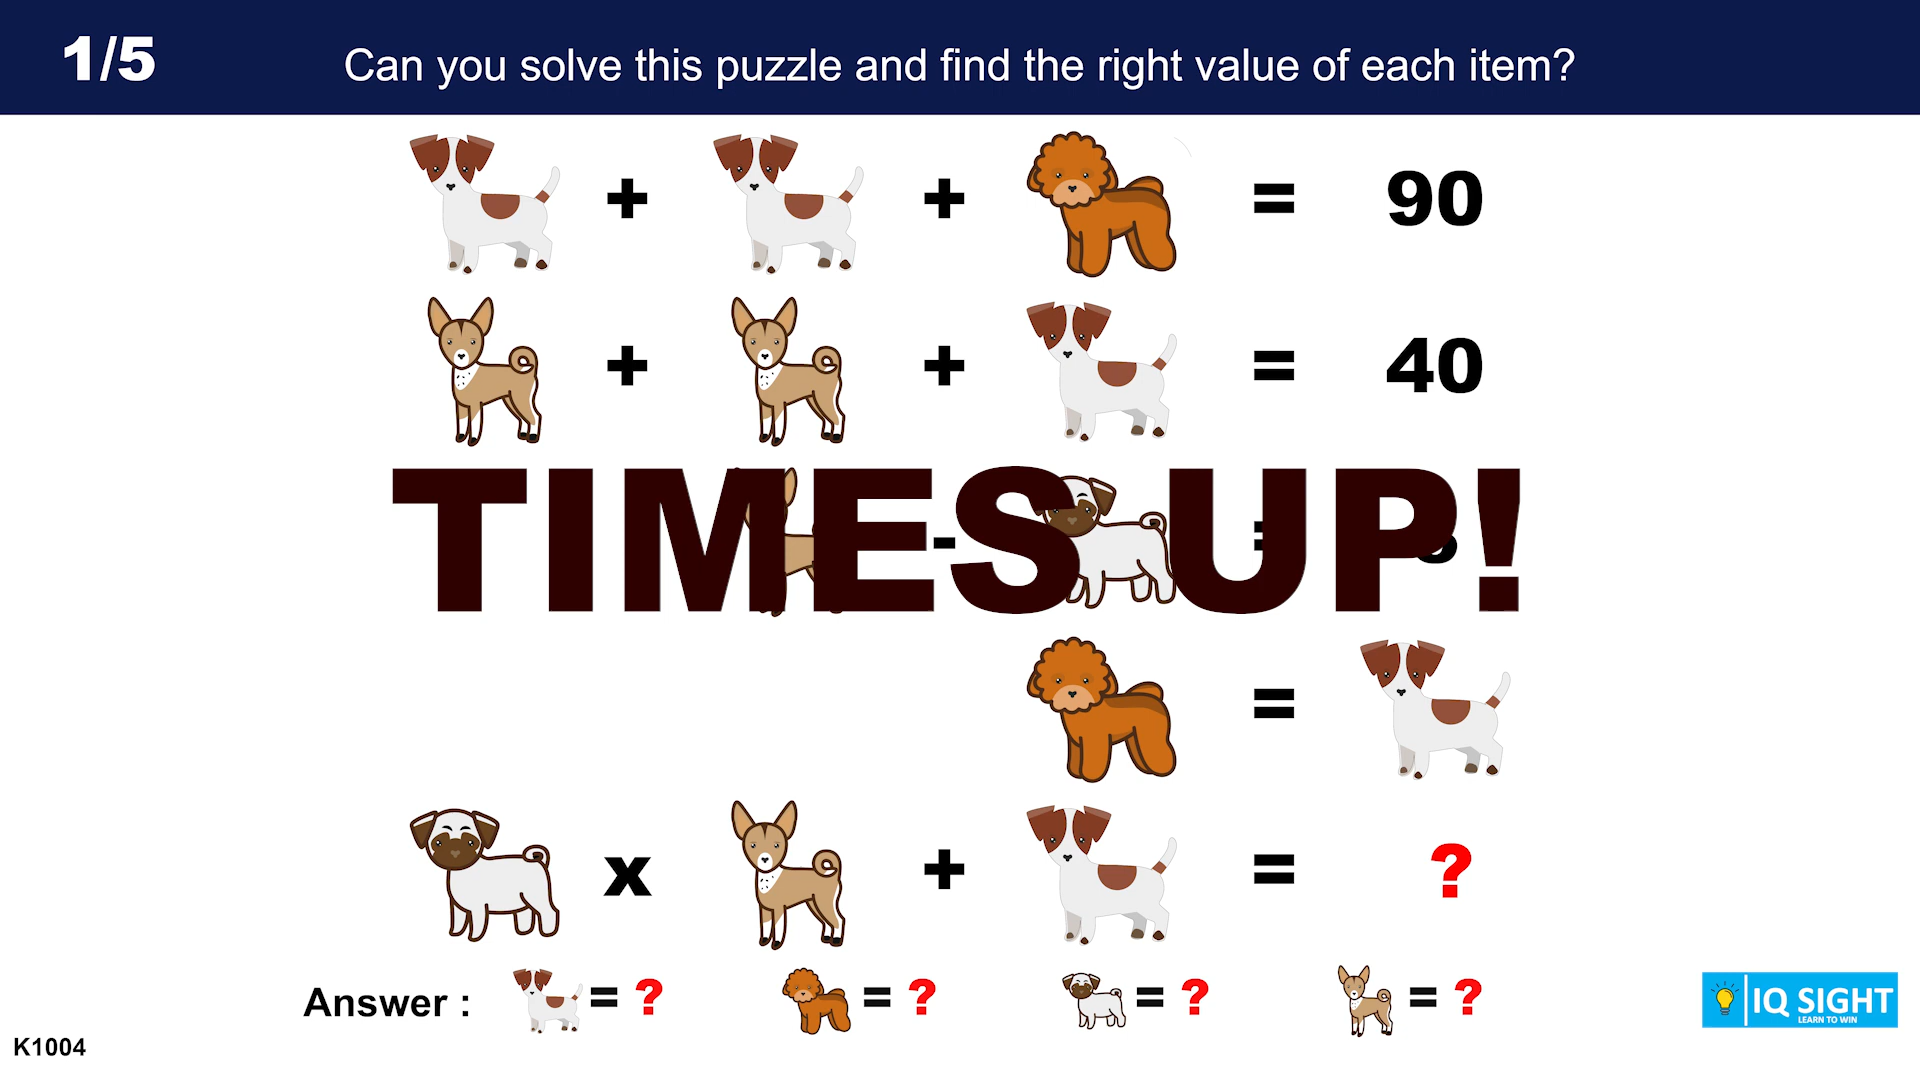 1/5
Can you solve this puzzle and find the right value of each item?
+ + = 90
+ + = 40
TIMES UP!
-
=
x + = ?
Answer : = ? = ? = ? = ?
IQ SIGHT
LEARN TO WIN
K1004